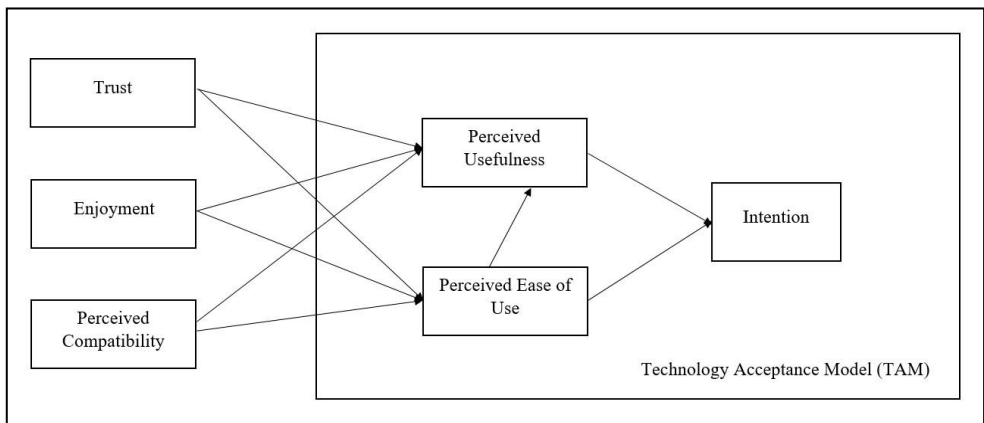 Trust
Enjoyment
Perceived
Compatibility
Perceived
Usefulness
Perceived Ease of
Use
Intention
Technology Acceptance Model (TAM)